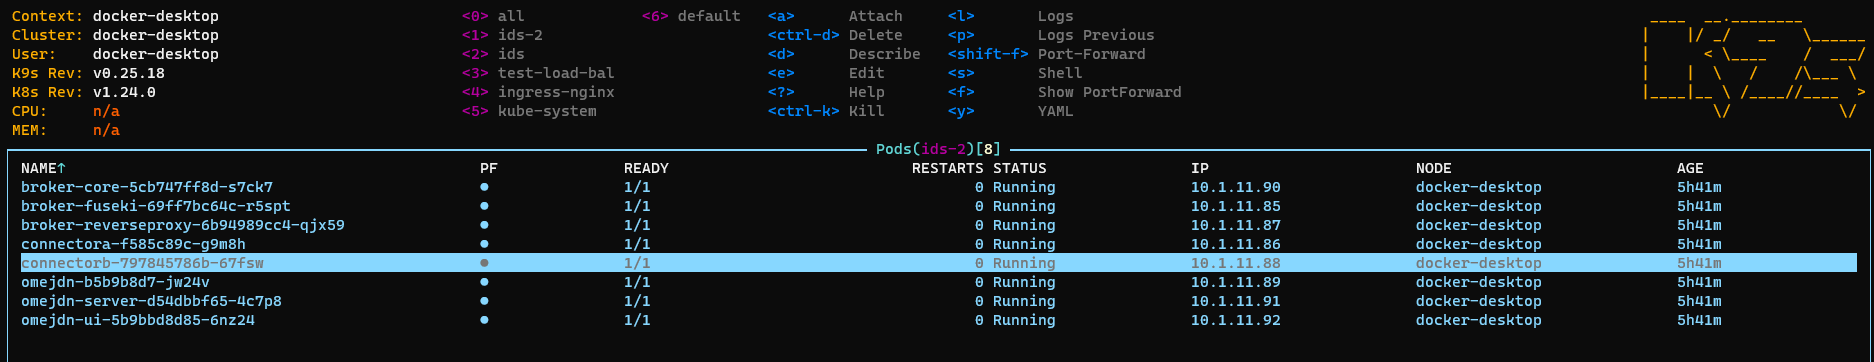 Context: docker-desktop <0> all <6> default <a> Attach <l> Logs
Cluster: docker-desktop <1> ids-2 <ctrl-d> Delete <p> Logs Previous
User: docker-desktop <2> ids <d> Describe <shift-f> Port-Forward
K9s Rev: v0.25.18 <3> test-load-bal <e> Edit <s> Shell
K8s Rev: v1.24.0 <4> ingress-nginx <?> Help <f> Show PortForward
CPU: n/a <5> kube-system <ctrl-k> Kill <y> YAML
MEM: n/a
Pods(ids-2)[8]
NAME↑ PF READY RESTARTS STATUS IP NODE AGE
broker-core-5cb747ff8d-s7ck7 ● 1/1 0 Running 10.1.11.90 docker-desktop 5h41m
broker-fuseki-69ff7bc64c-r5spt ● 1/1 0 Running 10.1.11.85 docker-desktop 5h41m
broker-reverseproxy-6b94989cc4-qjx59 ● 1/1 0 Running 10.1.11.87 docker-desktop 5h41m
connectora-f585c89c-g9m8h ● 1/1 0 Running 10.1.11.86 docker-desktop 5h41m
connectorb-797845786b-67fsw ● 1/1 0 Running 10.1.11.88 docker-desktop 5h41m
omejdn-b5b9b8d7-jw24v ● 1/1 0 Running 10.1.11.89 docker-desktop 5h41m
omejdn-server-d54dbbf65-4c7p8 ● 1/1 0 Running 10.1.11.91 docker-desktop 5h41m
omejdn-ui-5b9bbd8d85-6nz24 ● 1/1 0 Running 10.1.11.92 docker-desktop 5h41m